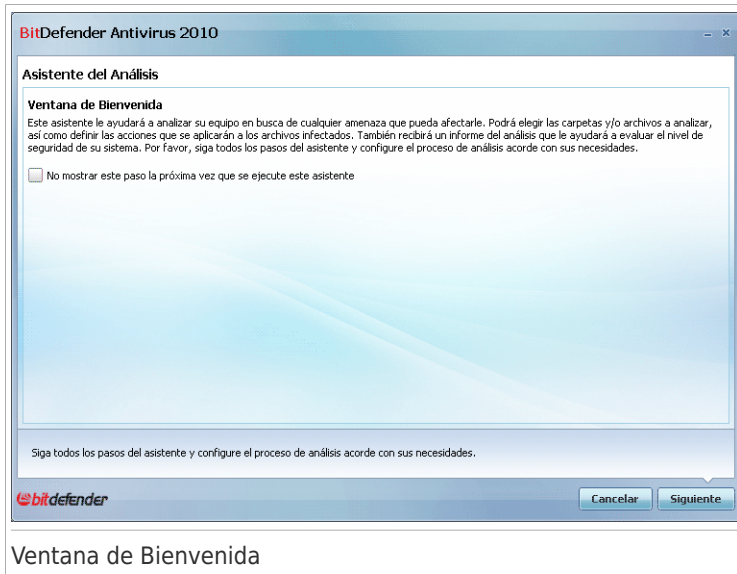 BitDefender Antivirus 2010
Asistente del Análisis
Ventana de Bienvenida
Este asistente le ayudará a analizar su equipo en busca de cualquier amenaza que pueda afectarle. Podrá elegir las carpetas y/o archivos a analizar,
así como definir las acciones que se aplicarán a los archivos infectados. También recibirá un informe del análisis que le ayudará a evaluar el nivel de
seguridad de su sistema. Por favor, siga todos los pasos del asistente y configure el proceso de análisis acorde con sus necesidades.
No mostrar este paso la próxima vez que se ejecute este asistente
Siga todos los pasos del asistente y configure el proceso de análisis acorde con sus necesidades.
bitdefender
Cancelar
Siguiente
Ventana de Bienvenida